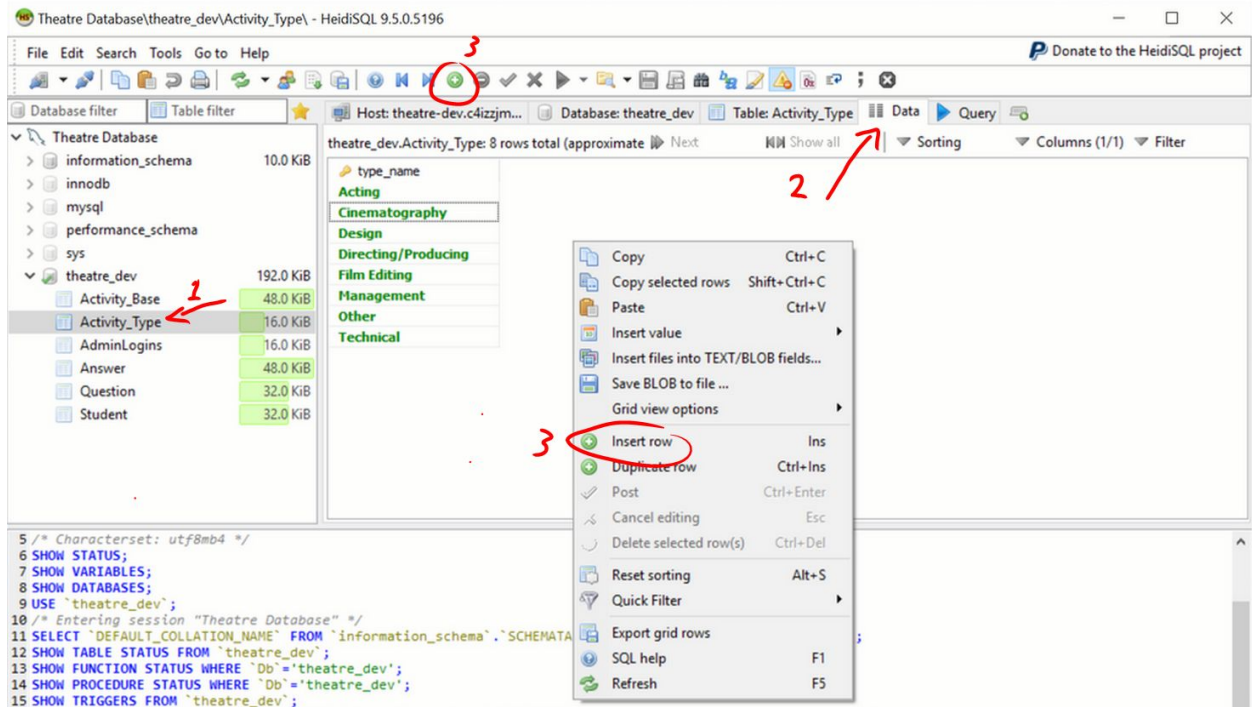 Theatre Database\theatre_dev\Activity_Type\ - HeidiSQL 9.5.0.5196
File Edit Search Tools Go to Help
Donate to the HeidiSQL project
3
Database filter
Table filter
Host: theatre-dev.c4izzjm...
Database: theatre_dev
Table: Activity_Type
Data
Query
Theatre Database
information_schema 10.0 KiB
innodb
mysql
performance_schema
sys
theatre_dev 192.0 KiB
Activity_Base 48.0 KiB
Activity_Type 16.0 KiB
AdminLogins 16.0 KiB
Answer 48.0 KiB
Question 32.0 KiB
Student 32.0 KiB
1
theatre_dev.Activity_Type: 8 rows total (approximate
Next
Show all
Sorting
Columns (1/1)
Filter
2
type_name
Acting
Cinematography
Design
Directing/Producing
Film Editing
Management
Other
Technical
Copy Ctrl+C
Copy selected rows Shift+Ctrl+C
Paste Ctrl+V
Insert value
Insert files into TEXT/BLOB fields...
Save BLOB to file ...
Grid view options
3
Insert row Ins
Duplicate row Ctrl+Ins
Post Ctrl+Enter
Cancel editing Esc
Delete selected row(s) Ctrl+Del
Reset sorting Alt+S
Quick Filter
Export grid rows
SQL help F1
Refresh F5
5 /* Characterset: utf8mb4 */
6 SHOW STATUS;
7 SHOW VARIABLES;
8 SHOW DATABASES;
9 USE `theatre_dev`;
10 /* Entering session "Theatre Database" */
11 SELECT `DEFAULT_COLLATION_NAME` FROM `information_schema`.`SCHEMATA ;
12 SHOW TABLE STATUS FROM `theatre_dev`;
13 SHOW FUNCTION STATUS WHERE `Db`='theatre_dev';
14 SHOW PROCEDURE STATUS WHERE `Db`='theatre_dev';
15 SHOW TRIGGERS FROM `theatre_dev`;